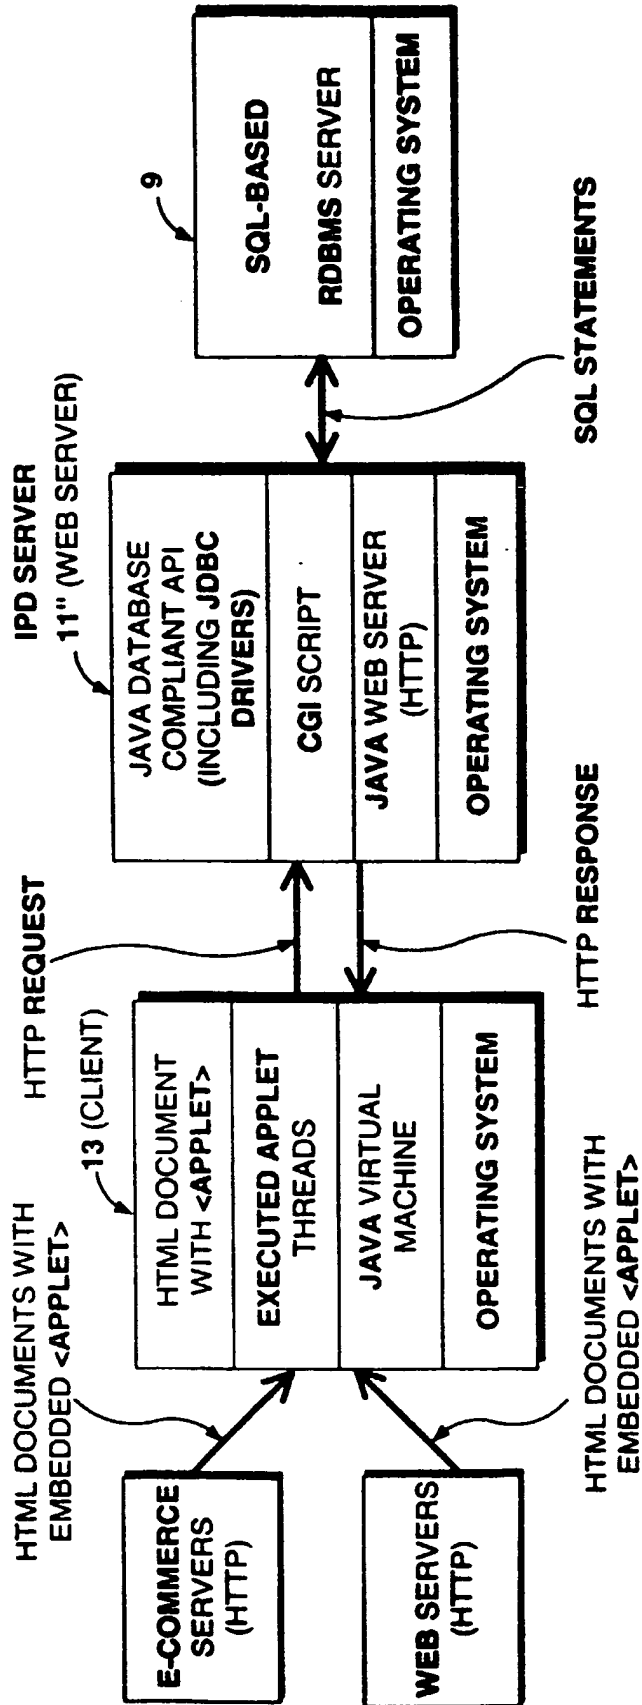 HTML DOCUMENTS WITH
EMBEDDED <APPLET>
E-COMMERCE
SERVERS
(HTTP)
WEB SERVERS
(HTTP)
HTML DOCUMENTS WITH
EMBEDDED <APPLET>
13 (CLIENT)
HTML DOCUMENT
WITH <APPLET>
EXECUTED APPLET
THREADS
JAVA VIRTUAL
MACHINE
OPERATING SYSTEM
HTTP REQUEST
HTTP RESPONSE
IPD SERVER
11" (WEB SERVER)
JAVA DATABASE
COMPLIANT API
(INCLUDING JDBC
DRIVERS)
CGI SCRIPT
JAVA WEB SERVER
(HTTP)
OPERATING SYSTEM
SQL STATEMENTS
9
SQL-BASED
RDBMS SERVER
OPERATING SYSTEM